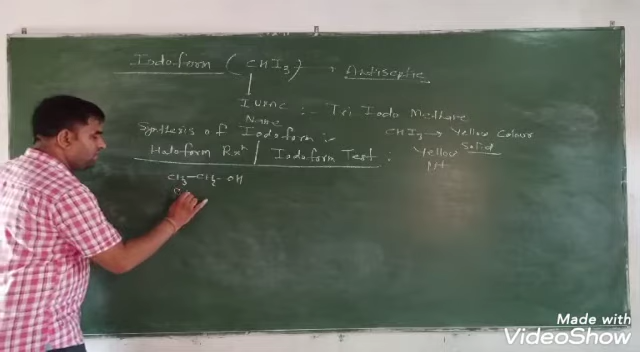 Iodoform (CHI3) → Antiseptic
IUPAC :- Tri Iodo Methane
Name
Synthesis of Iodoform :-
CHI3 → Yellow Colour
Solid
Haloform Rxn | Iodoform Test :
Yellow
ppt.
CH3-CH2-OH
Made with
VideoShow